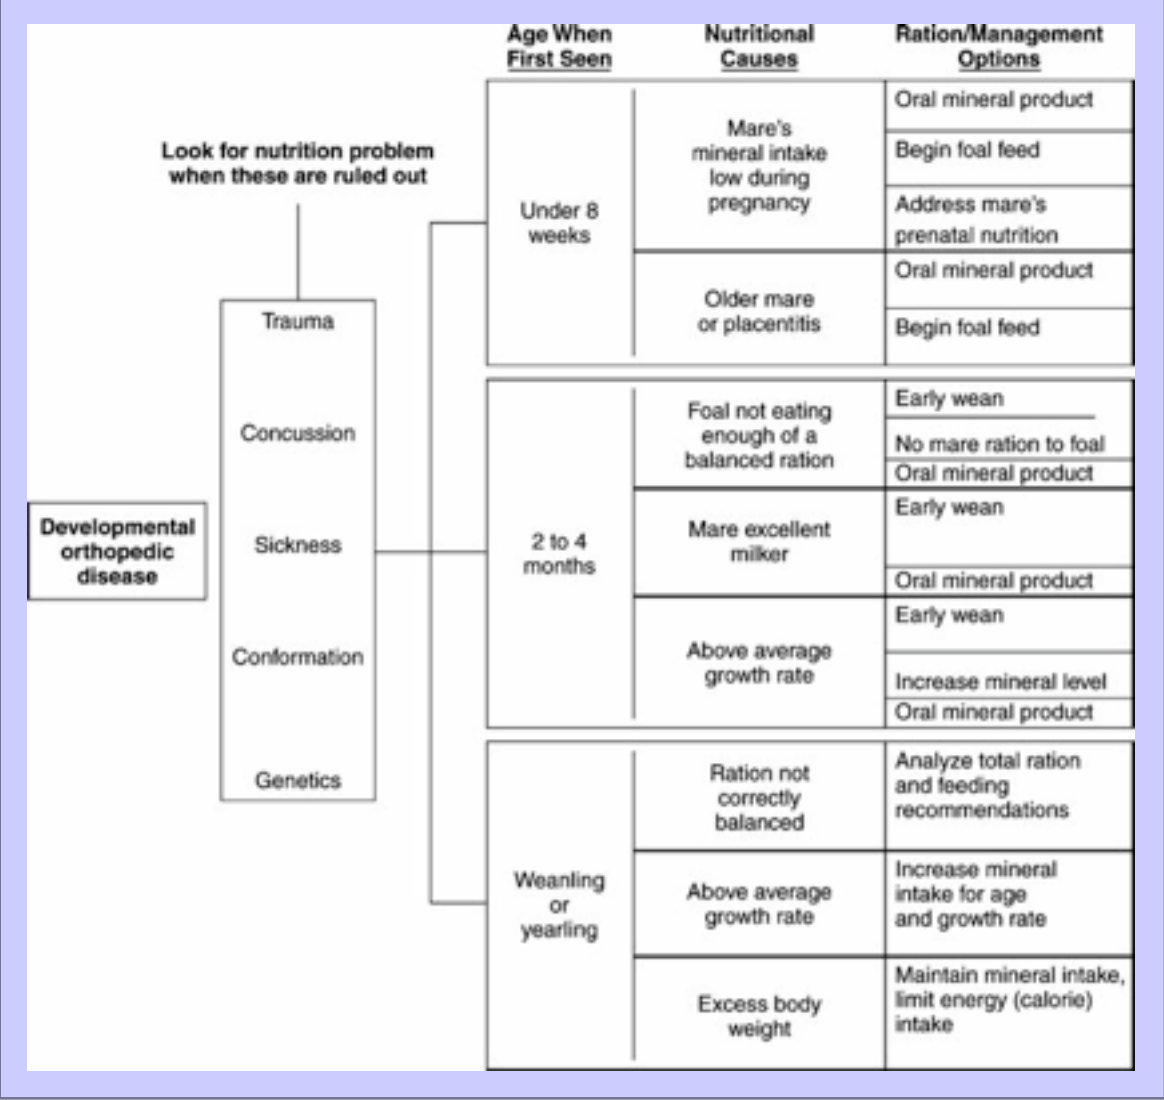 Age When
First Seen
Nutritional
Causes
Ration/Management
Options
Look for nutrition problem
when these are ruled out
Developmental
orthopedic
disease
Trauma
Concussion
Sickness
Conformation
Genetics
Under 8
weeks
Mare's
mineral intake
low during
pregnancy
Oral mineral product
Begin foal feed
Address mare's
prenatal nutrition
Older mare
or placentitis
Oral mineral product
Begin foal feed
2 to 4
months
Foal not eating
enough of a
balanced ration
Early wean
No mare ration to foal
Oral mineral product
Mare excellent
milker
Early wean
Oral mineral product
Above average
growth rate
Early wean
Increase mineral level
Oral mineral product
Weanling
or
yearling
Ration not
correctly
balanced
Analyze total ration
and feeding
recommendations
Above average
growth rate
Increase mineral
intake for age
and growth rate
Excess body
weight
Maintain mineral intake,
limit energy (calorie)
intake